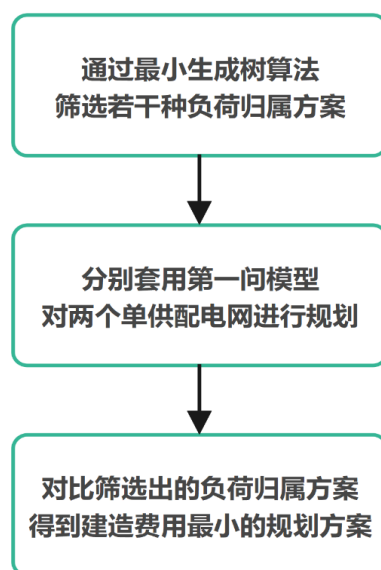 通过最小生成树算法
筛选若干种负荷归属方案
分别套用第一问模型
对两个单供配电网进行规划
对比筛选出的负荷归属方案
得到建造费用最小的规划方案